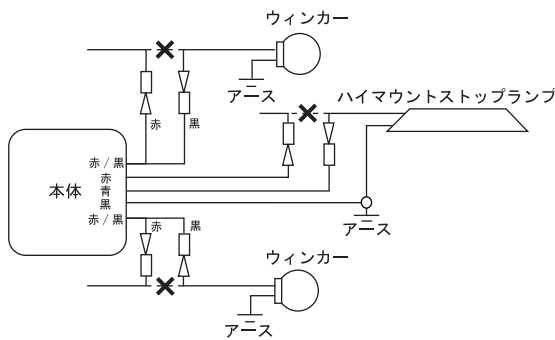 ウィンカー
アース
ハイマウントストップランプ
赤
黒
本体
赤/黒
赤
青
黒
赤/黒
アース
赤
黒
ウィンカー
アース